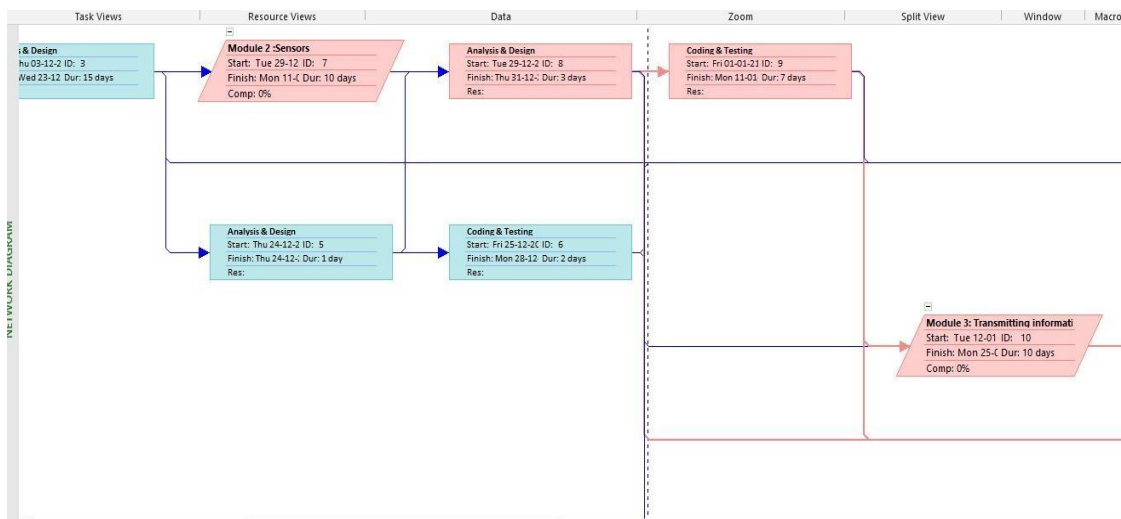 Task Views Resource Views Data Zoom Split View Window Macro
NETWORK DIAGRAM
s & Design
hu 03-12-2 ID: 3
Wed 23-12 Dur: 15 days
Module 2 :Sensors
Start: Tue 29-12 ID: 7
Finish: Mon 11-( Dur: 10 days
Comp: 0%
Analysis & Design
Start: Tue 29-12-2 ID: 8
Finish: Thu 31-12-: Dur: 3 days
Res:
Coding & Testing
Start: Fri 01-01-21 ID: 9
Finish: Mon 11-01 Dur: 7 days
Res:
Analysis & Design
Start: Thu 24-12-2 ID: 5
Finish: Thu 24-12-: Dur: 1 day
Res:
Coding & Testing
Start: Fri 25-12-20 ID: 6
Finish: Mon 28-12 Dur: 2 days
Res:
Module 3: Transmitting informati
Start: Tue 12-01 ID: 10
Finish: Mon 25-( Dur: 10 days
Comp: 0%